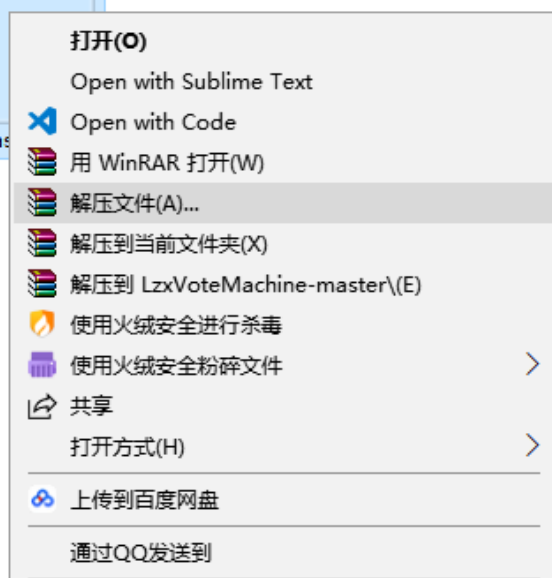 打开(O)
Open with Sublime Text
Open with Code
用 WinRAR 打开(W)
解压文件(A)...
解压到当前文件夹(X)
解压到 LzxVoteMachine-master\(E)
使用火绒安全进行杀毒
使用火绒安全粉碎文件
共享
打开方式(H)
上传到百度网盘
通过QQ发送到